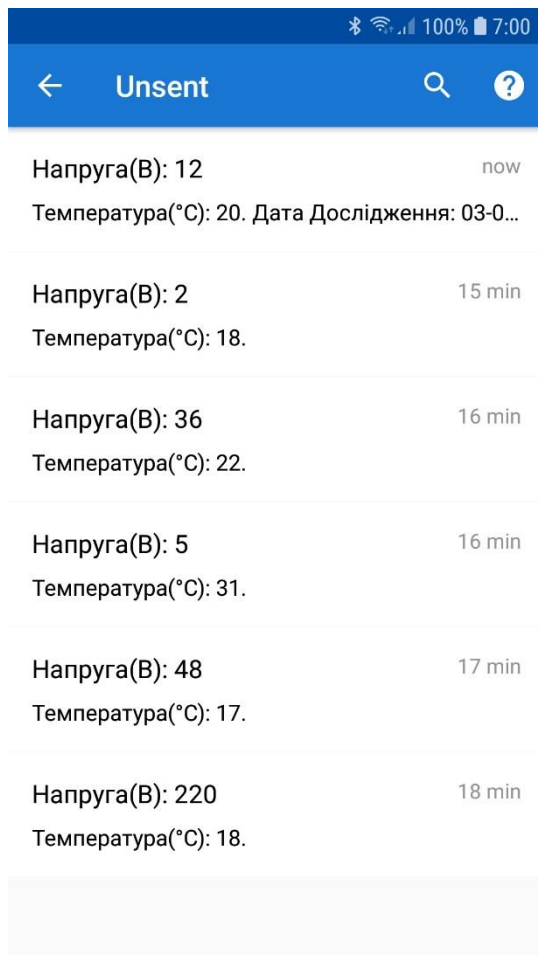 100% 7:00
Unsent
Напруга(В): 12 now
Температура(°C): 20. Дата Дослідження: 03-0...
Напруга(В): 2 15 min
Температура(°C): 18.
Напруга(В): 36 16 min
Температура(°C): 22.
Напруга(В): 5 16 min
Температура(°C): 31.
Напруга(В): 48 17 min
Температура(°C): 17.
Напруга(В): 220 18 min
Температура(°C): 18.